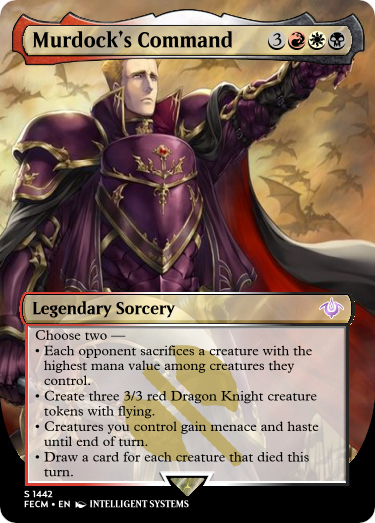 Murdock's Command 3
Legendary Sorcery
Choose two —
• Each opponent sacrifices a creature with the
highest mana value among creatures they
control.
• Create three 3/3 red Dragon Knight creature
tokens with flying.
• Creatures you control gain menace and haste
until end of turn.
• Draw a card for each creature that died this
turn.
S 1442
FECM • EN INTELLIGENT SYSTEMS